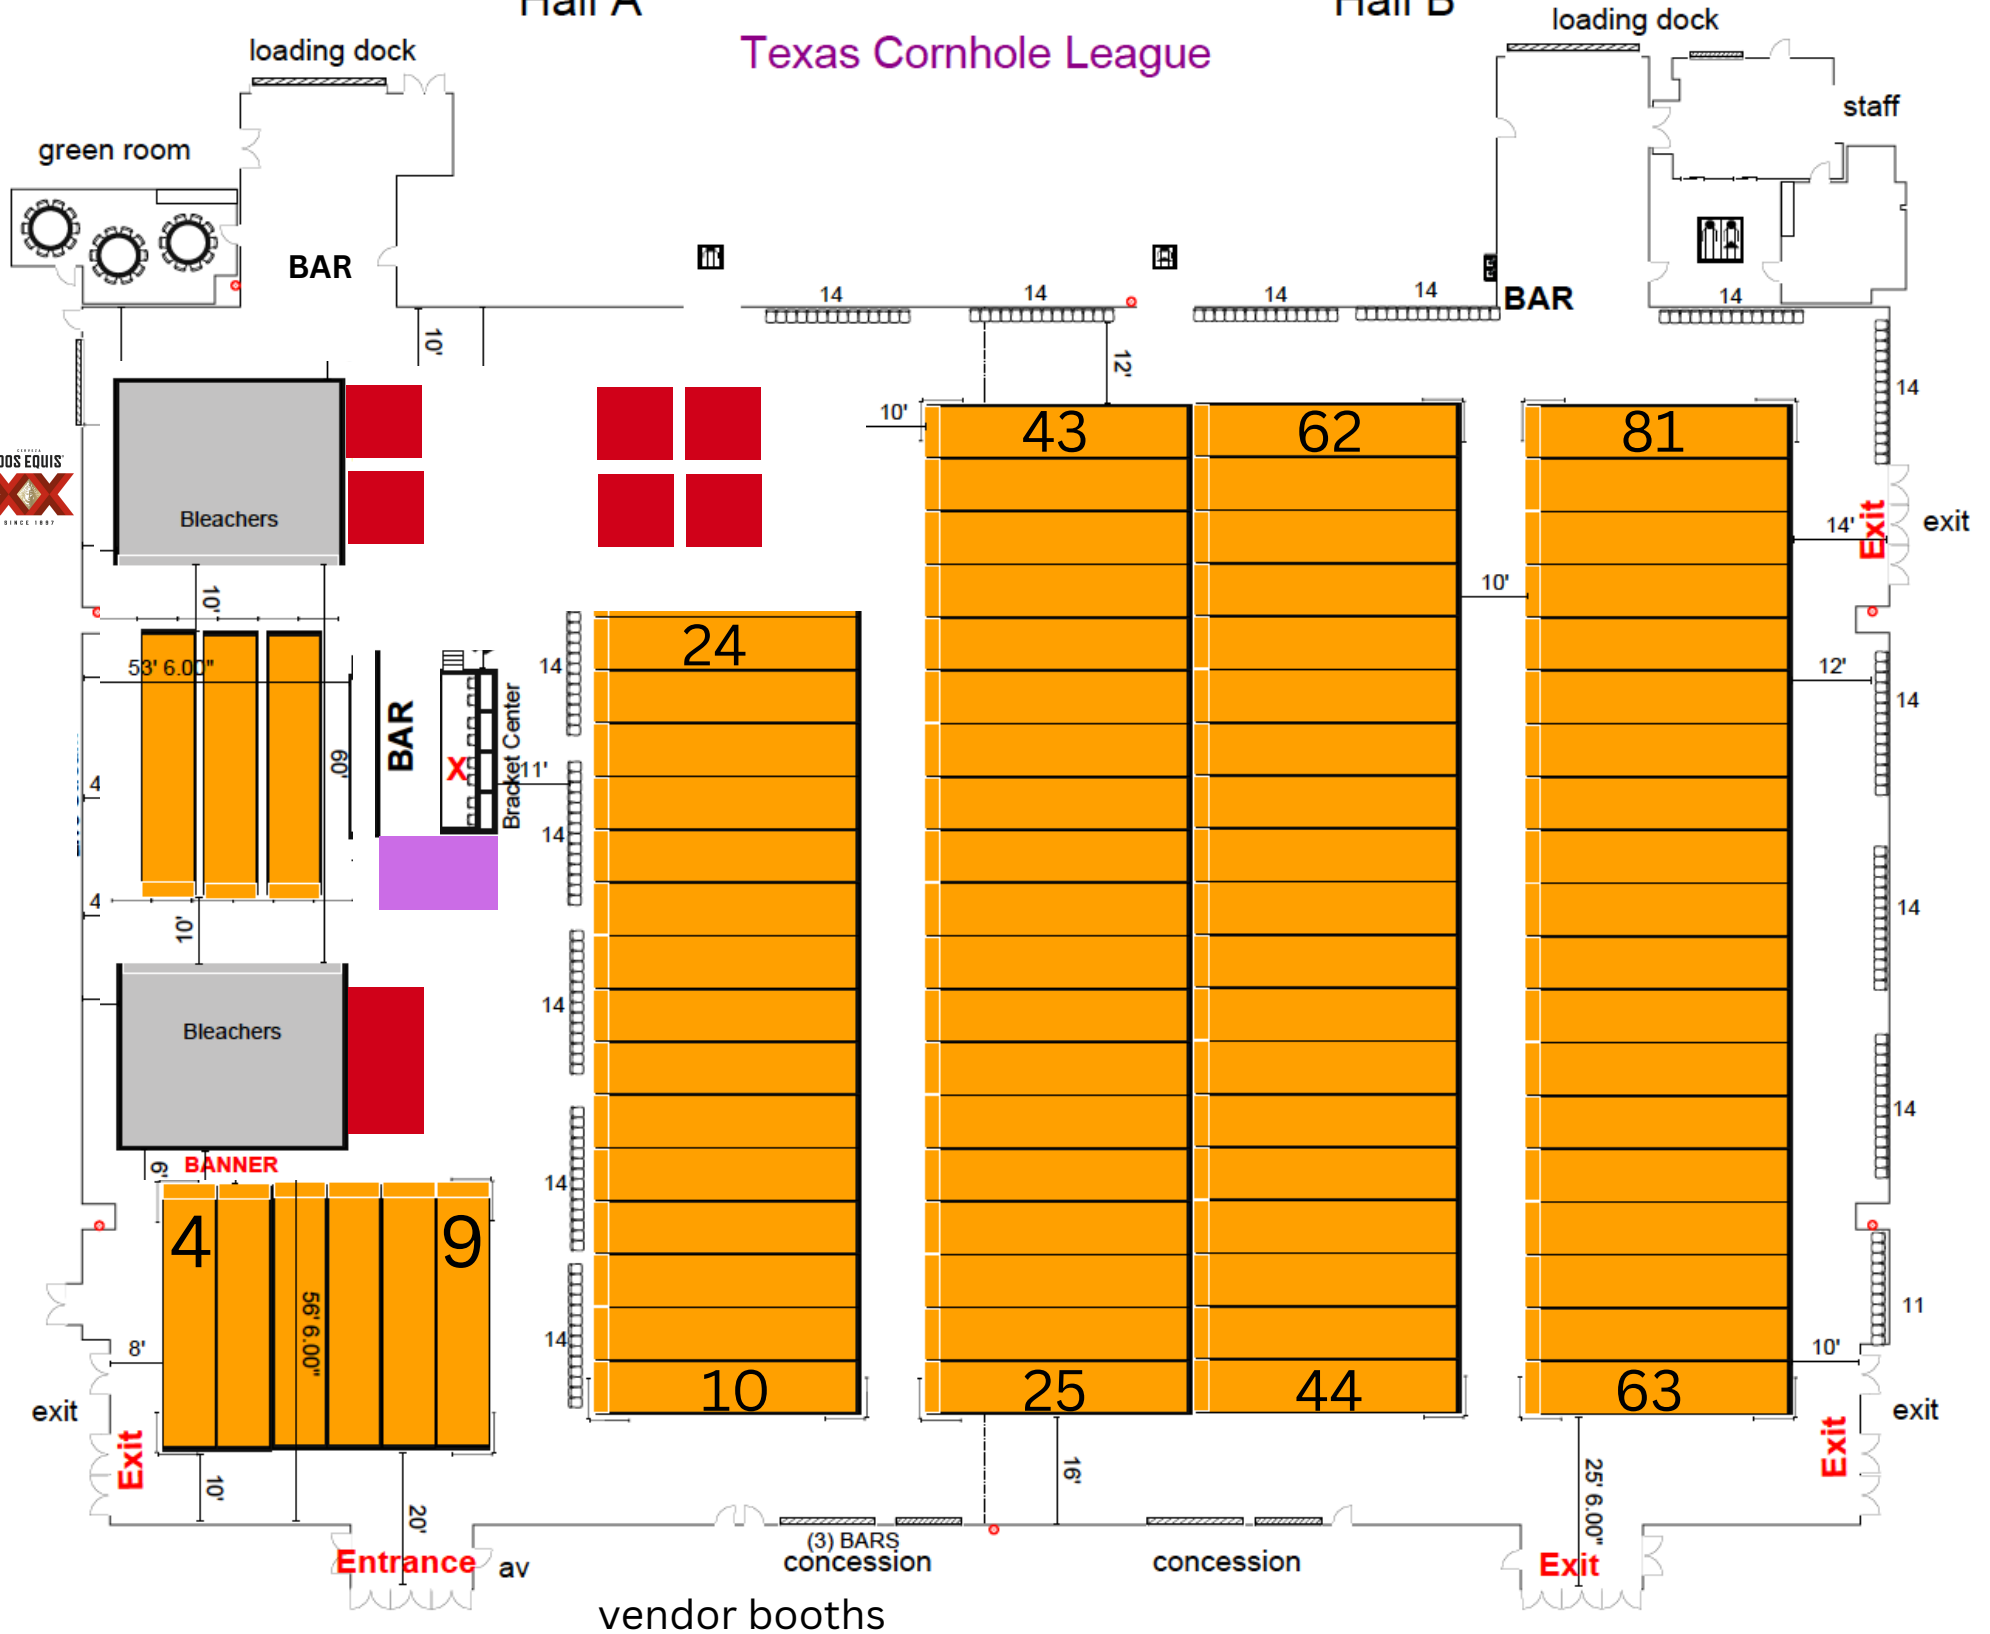 Hall A
Hall B
Texas Cornhole League
loading dock
loading dock
staff
green room
BAR
BAR
14
14
14
14
14
10'
12'
10'
43
62
81
14
DOS EQUIS
XX
SINCE 1897
Bleachers
14'
Exit
exit
10'
10'
53' 6.00"
60'
BAR
X
Bracket Center
11'
14
24
12'
14
4
14
4
10'
14
14
Bleachers
14
6'
BANNER
14
4
9
56' 6.00"
11
14
8'
10'
exit
Exit
10
25
44
63
Exit
exit
10'
20'
16'
25' 6.00"
Entrance
av
(3) BARS
concession
concession
Exit
vendor booths